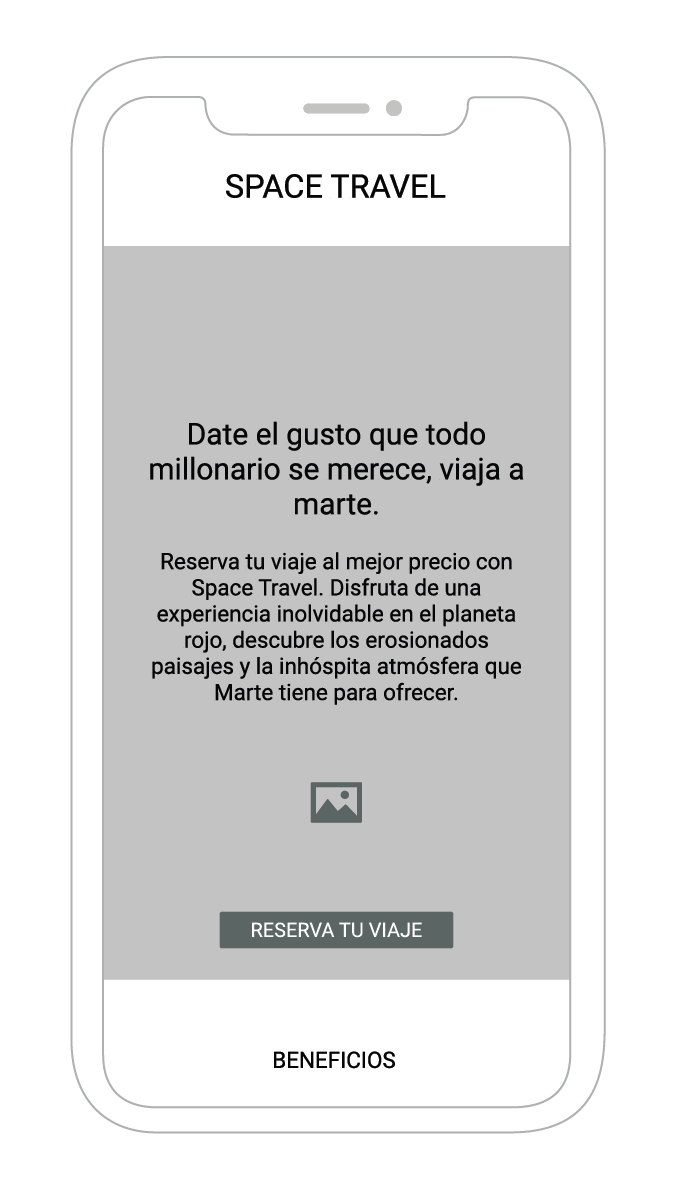 SPACE TRAVEL
Date el gusto que todo
millonario se merece, viaja a
marte.
Reserva tu viaje al mejor precio con
Space Travel. Disfruta de una
experiencia inolvidable en el planeta
rojo, descubre los erosionados
paisajes y la inhóspita atmósfera que
Marte tiene para ofrecer.
RESERVA TU VIAJE
BENEFICIOS